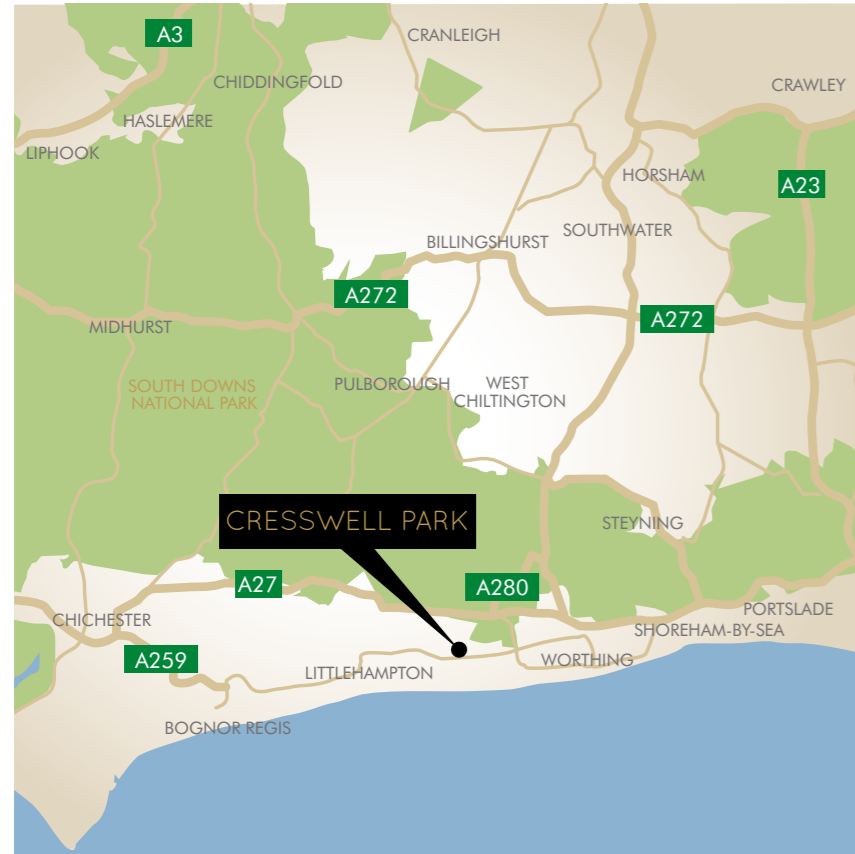 A3
CRANLEIGH
CHIDDINGFOLD
CRAWLEY
HASLEMERE
LIPHOOK
HORSHAM
A23
SOUTHWATER
BILLINGSHURST
A272
A272
MIDHURST
SOUTH DOWNS
NATIONAL PARK
PULBOROUGH
WEST
CHILTINGTON
CRESSWELL PARK
STEYNING
A27
A280
CHICHESTER
PORTSLADE
SHOREHAM-BY-SEA
A259
LITTLEHAMPTON
WORTHING
BOGNOR REGIS